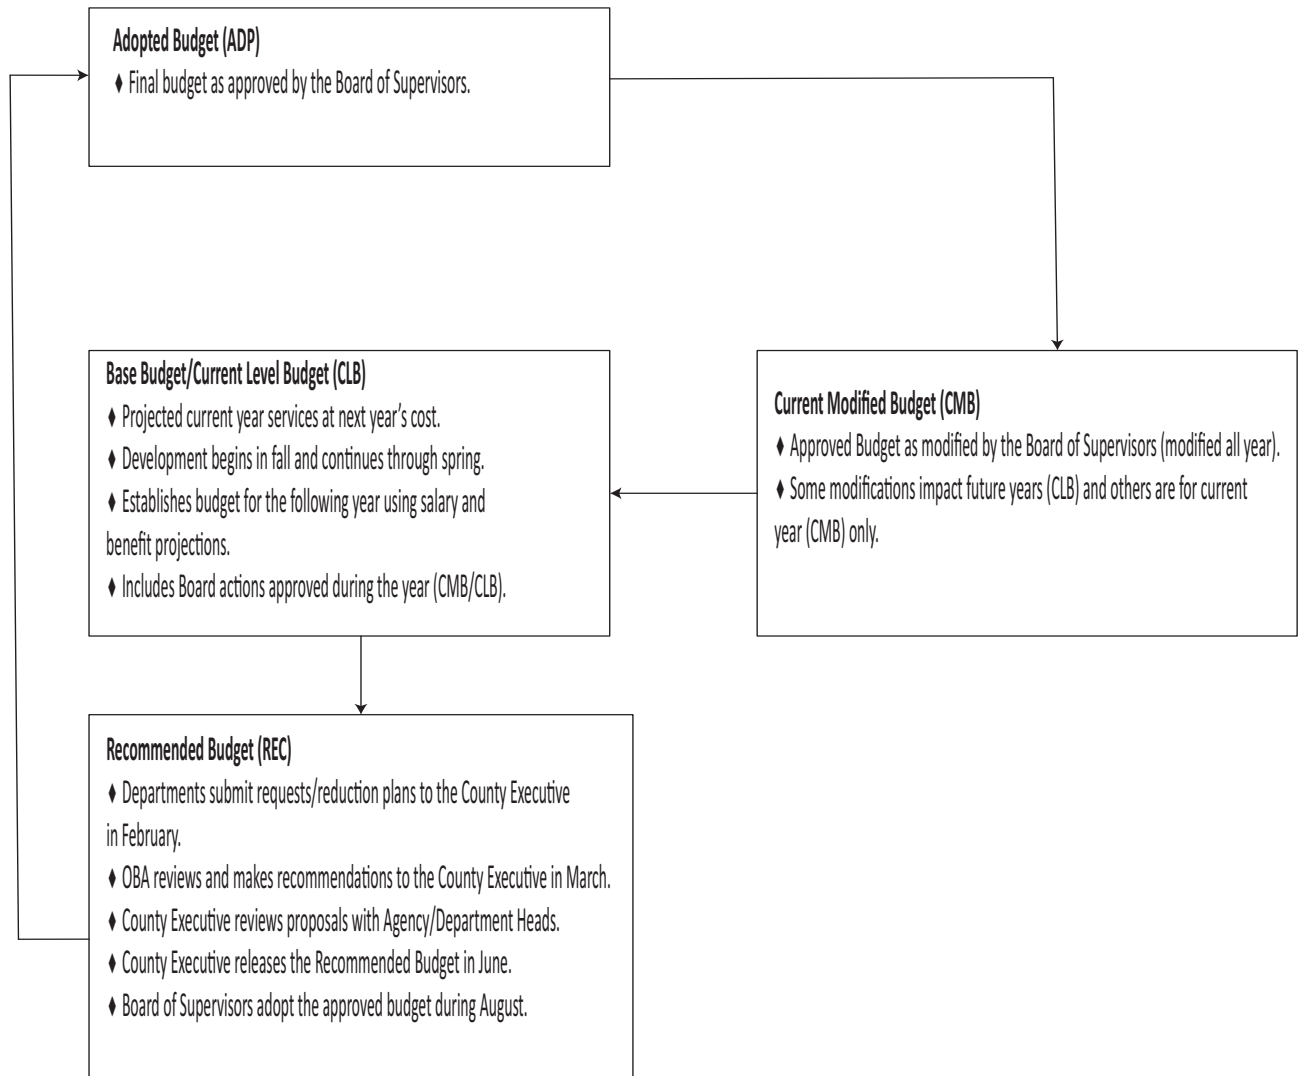 Adopted Budget (ADP)
♦ Final budget as approved by the Board of Supervisors.
Base Budget/Current Level Budget (CLB)
♦ Projected current year services at next year’s cost.
♦ Development begins in fall and continues through spring.
♦ Establishes budget for the following year using salary and
benefit projections.
♦ Includes Board actions approved during the year (CMB/CLB).
Current Modified Budget (CMB)
♦ Approved Budget as modified by the Board of Supervisors (modified all year).
♦ Some modifications impact future years (CLB) and others are for current
year (CMB) only.
Recommended Budget (REC)
♦ Departments submit requests/reduction plans to the County Executive
in February.
♦ OBA reviews and makes recommendations to the County Executive in March.
♦ County Executive reviews proposals with Agency/Department Heads.
♦ County Executive releases the Recommended Budget in June.
♦ Board of Supervisors adopt the approved budget during August.